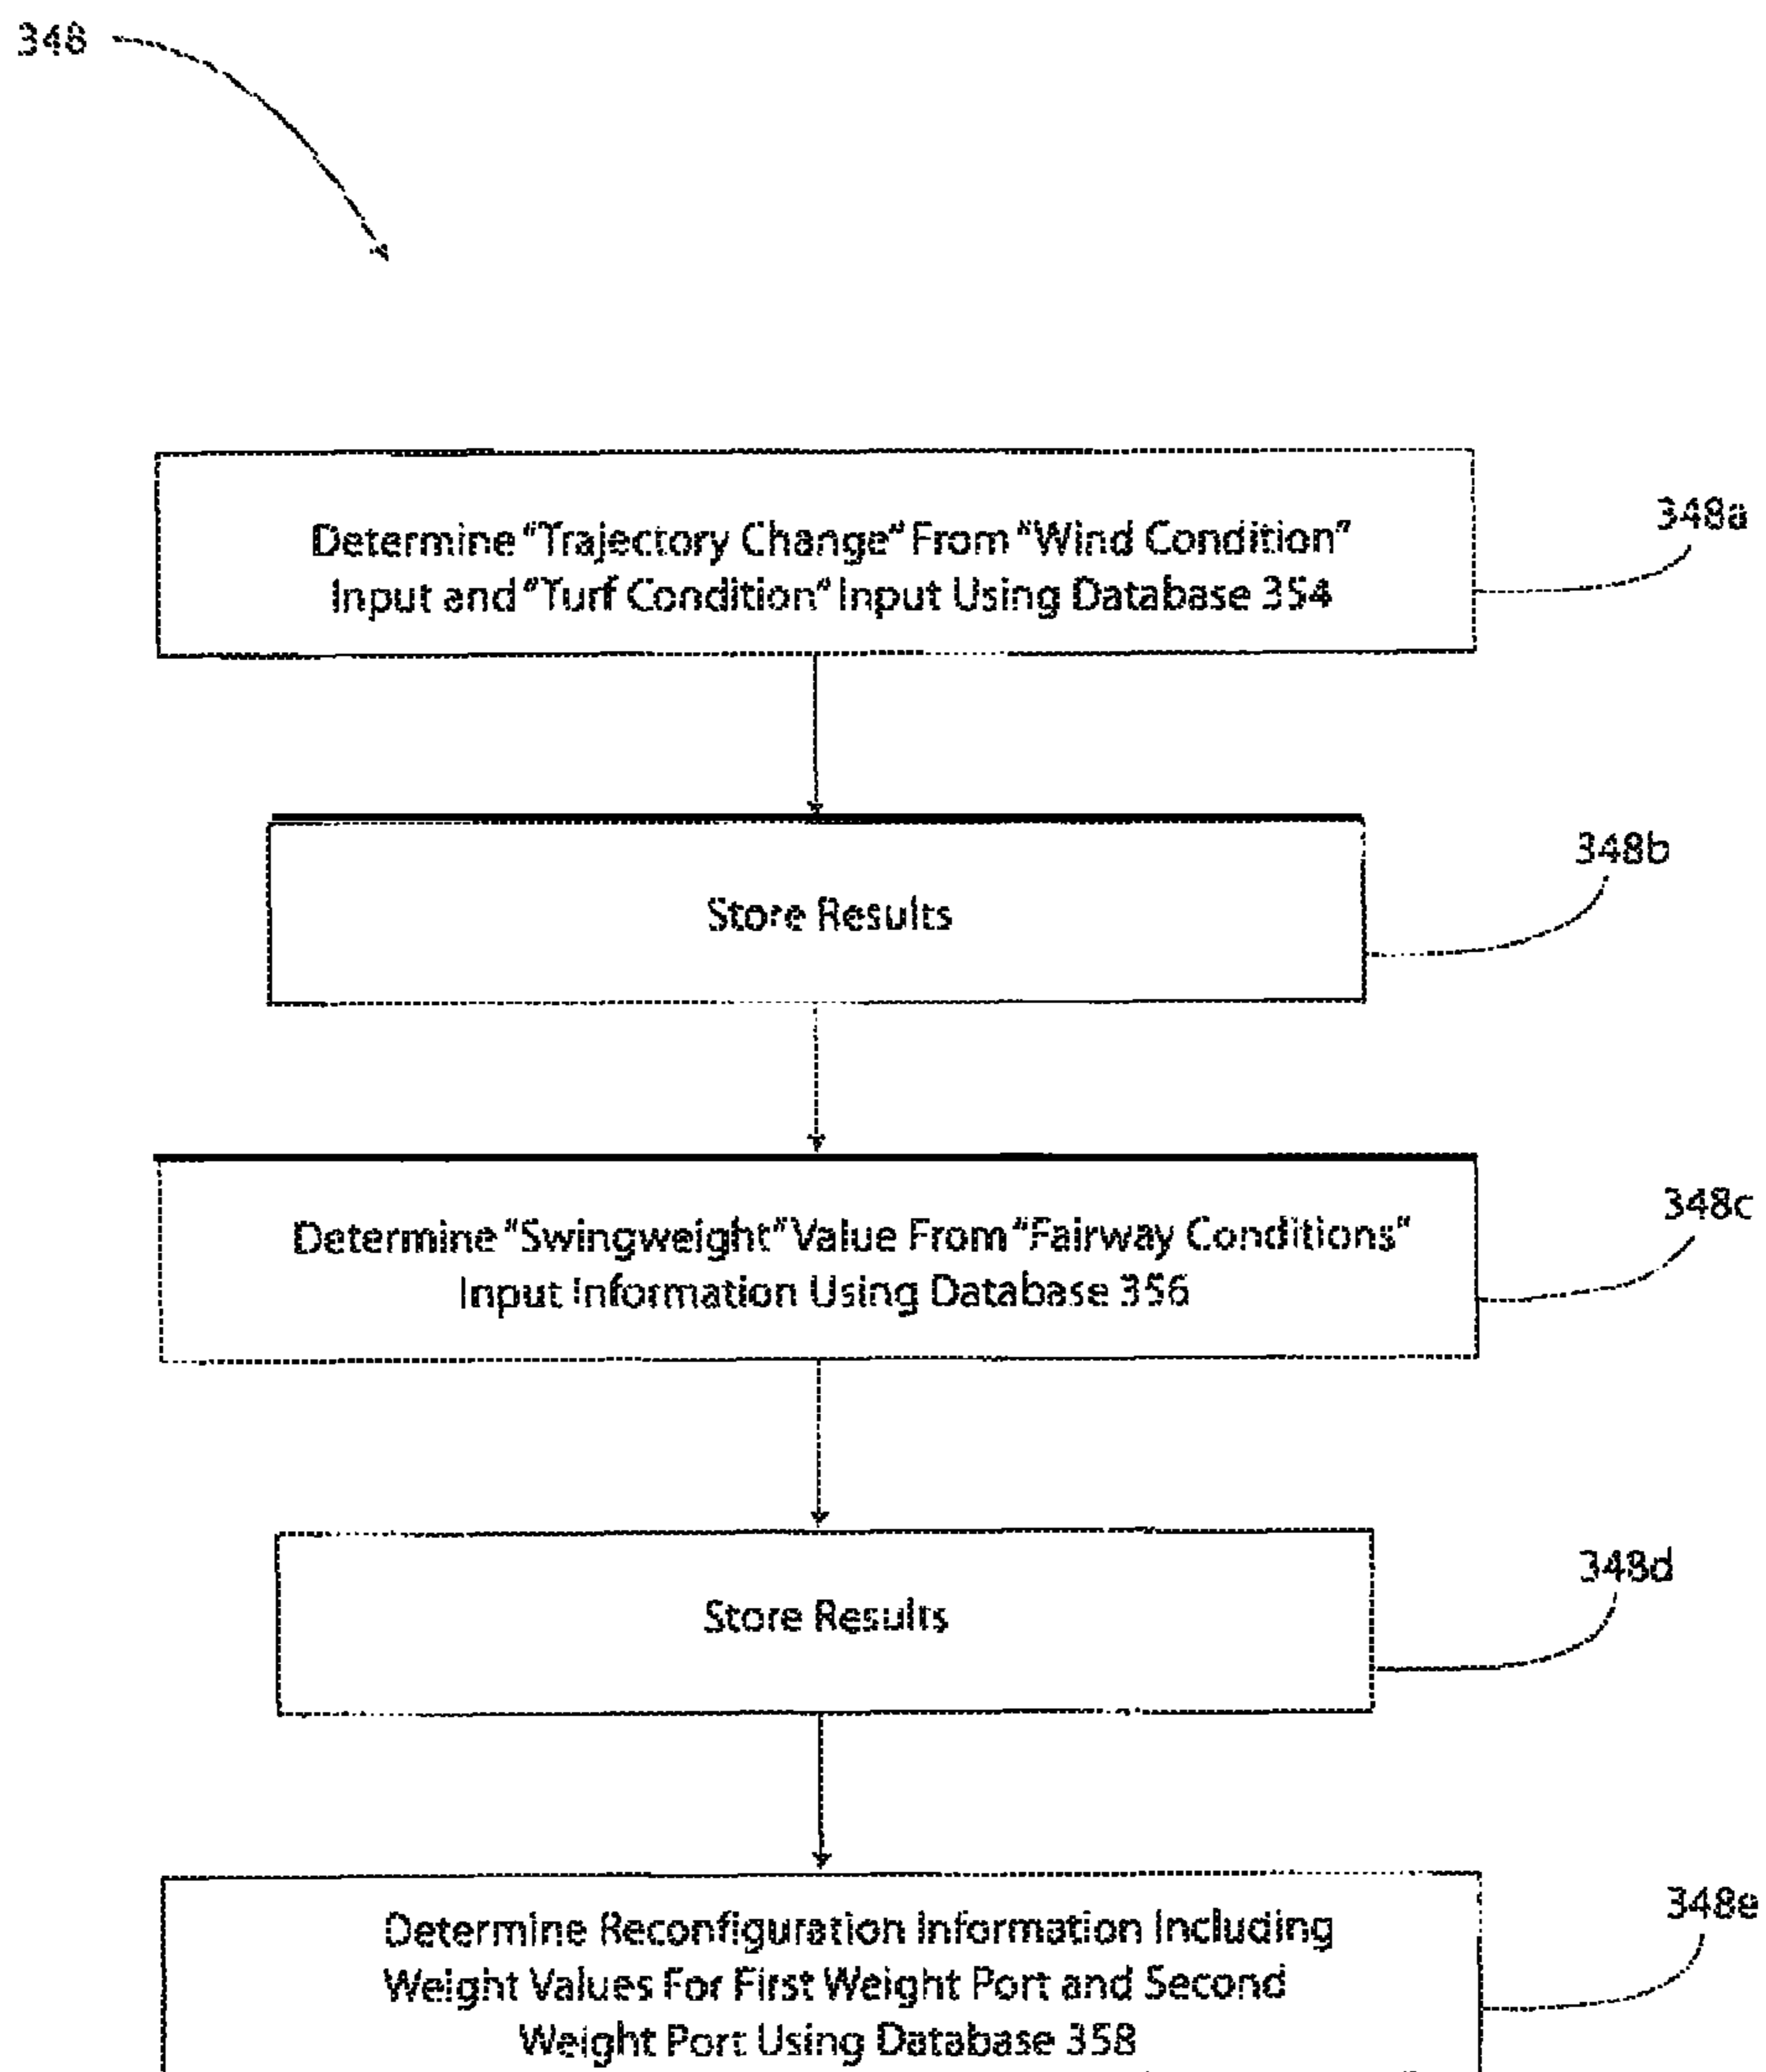 348
Determine "Trajectory Change" From "Wind Condition"
Input and "Turf Condition" Input Using Database 354
348a
Store Results
348b
Determine "Swingweight" Value From "Fairway Conditions"
Input Information Using Database 356
348c
Store Results
348d
Determine Reconfiguration Information Including
Weight Values For First Weight Port and Second
Weight Port Using Database 358
348e